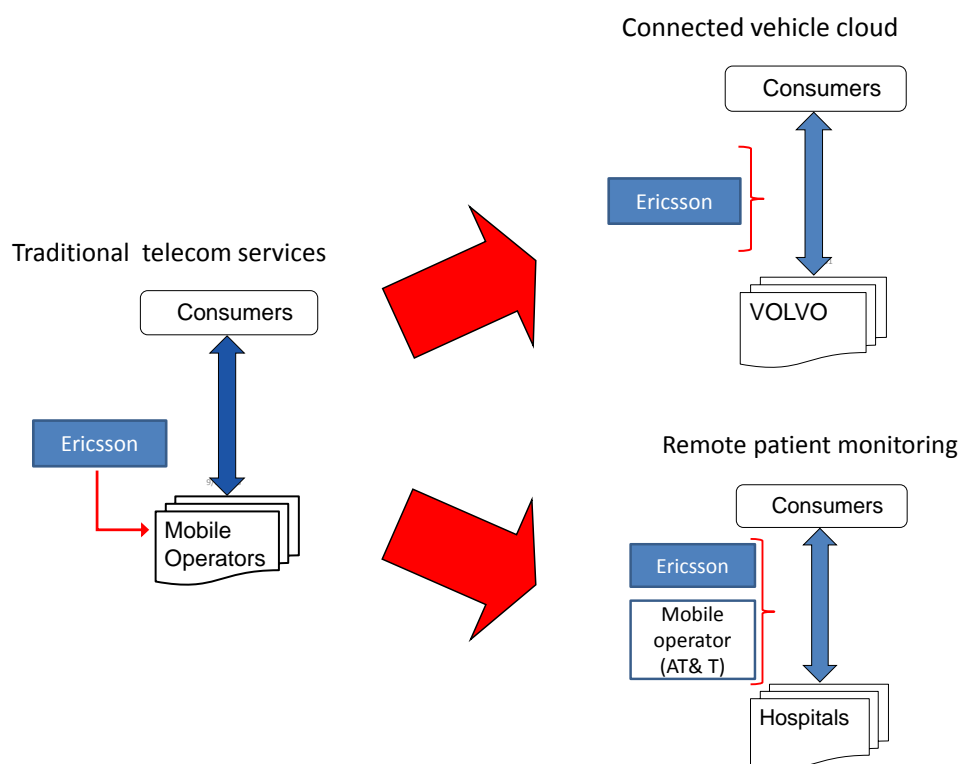 Connected vehicle cloud
Consumers
Ericsson
VOLVO
Traditional telecom services
Consumers
Ericsson
Mobile
Operators
Remote patient monitoring
Consumers
Ericsson
Mobile
operator
(AT& T)
Hospitals